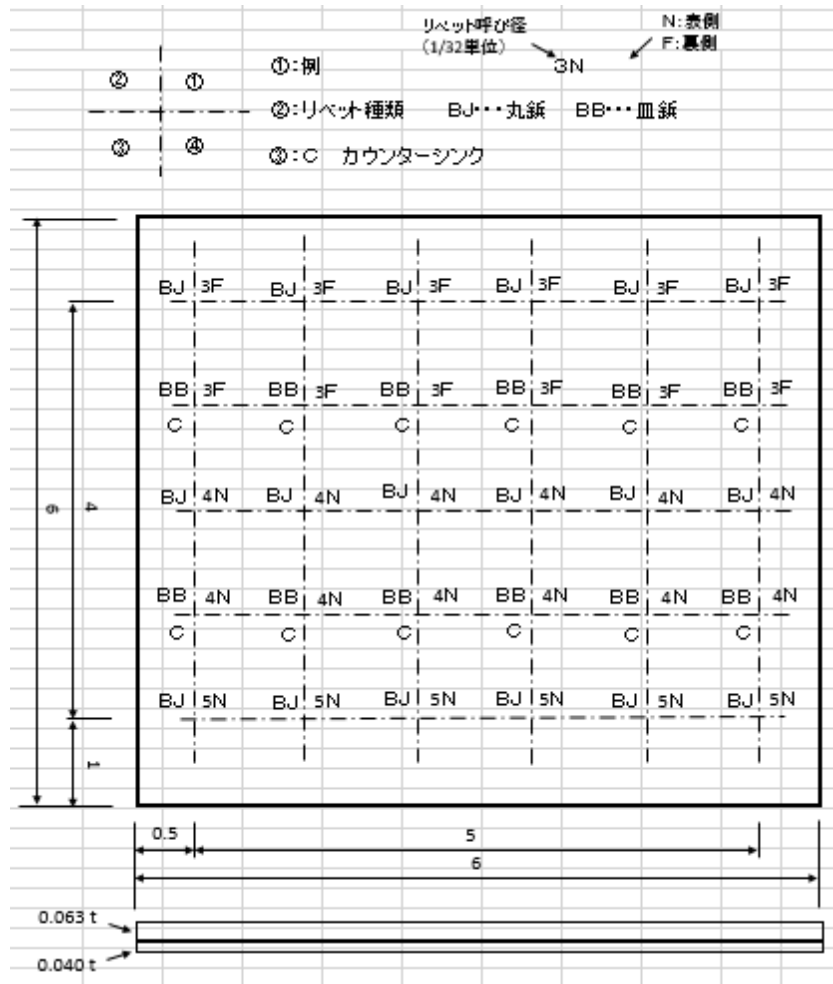 リベット呼び径
(1/32単位)
N:表側
F:裏側
3N
② ①
③ ④
①:例
②:リベット種類 BJ・・・丸鋲 BB・・・皿鋲
③:C カウンターシンク
BJ 3F BJ 3F BJ 3F BJ 3F BJ 3F BJ 3F
BB 3F BB 3F BB 3F BB 3F BB 3F BB 3F
C C C C C C
BJ 4N BJ 4N BJ 4N BJ 4N BJ 4N BJ 4N
6 4
BB 4N BB 4N BB 4N BB 4N BB 4N BB 4N
C C C C C C
BJ 5N BJ 5N BJ 5N BJ 5N BJ 5N BJ 5N
1
0.5 5
6
0.063 t
0.040 t